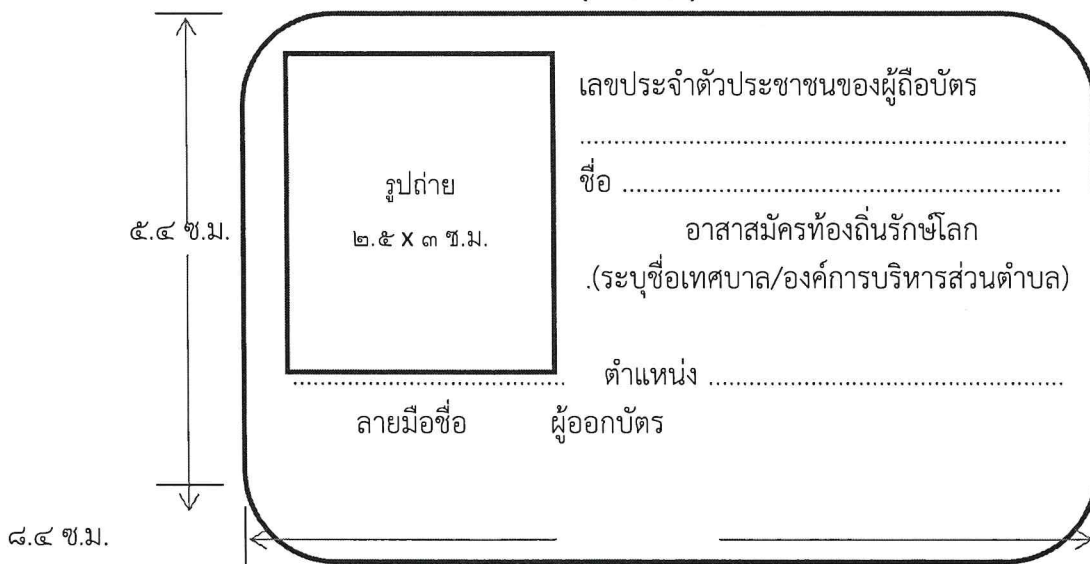 เลขประจำตัวประชาชนของผู้ถือบัตร
................................................................................
ชื่อ ................................................................
อาสาสมัครท้องถิ่นรักษ์โลก
.(ระบุชื่อเทศบาล/องค์การบริหารส่วนตำบล)
รูปถ่าย
๒.๕ X ๓ ซ.ม.
๕.๔ ซ.ม.
........................................ ตำแหน่ง ....................................................
ลายมือชื่อ ผู้ออกบัตร
๘.๔ ซ.ม.